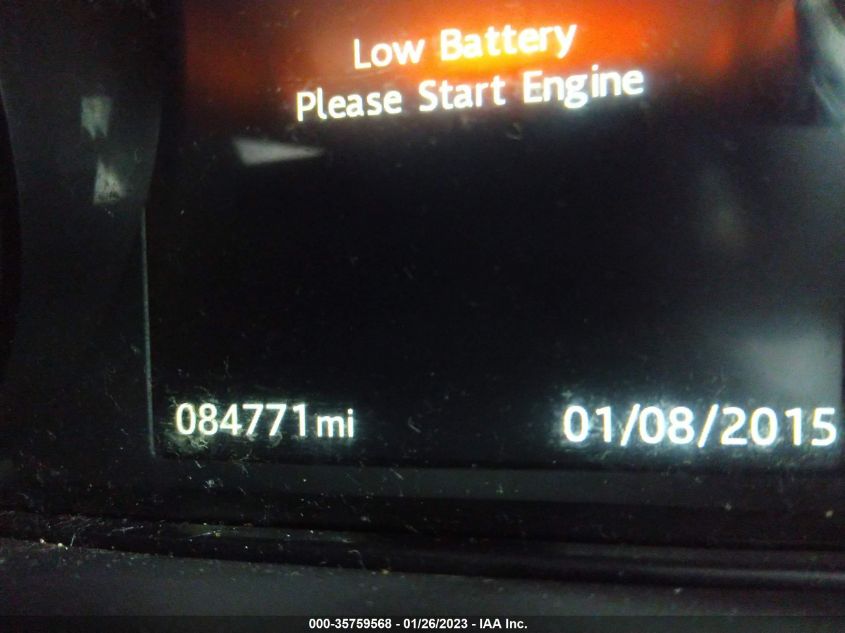 Low Battery
Please Start Engine
084771mi 01/08/2015
000-35759568 - 01/26/2023 - IAA Inc.